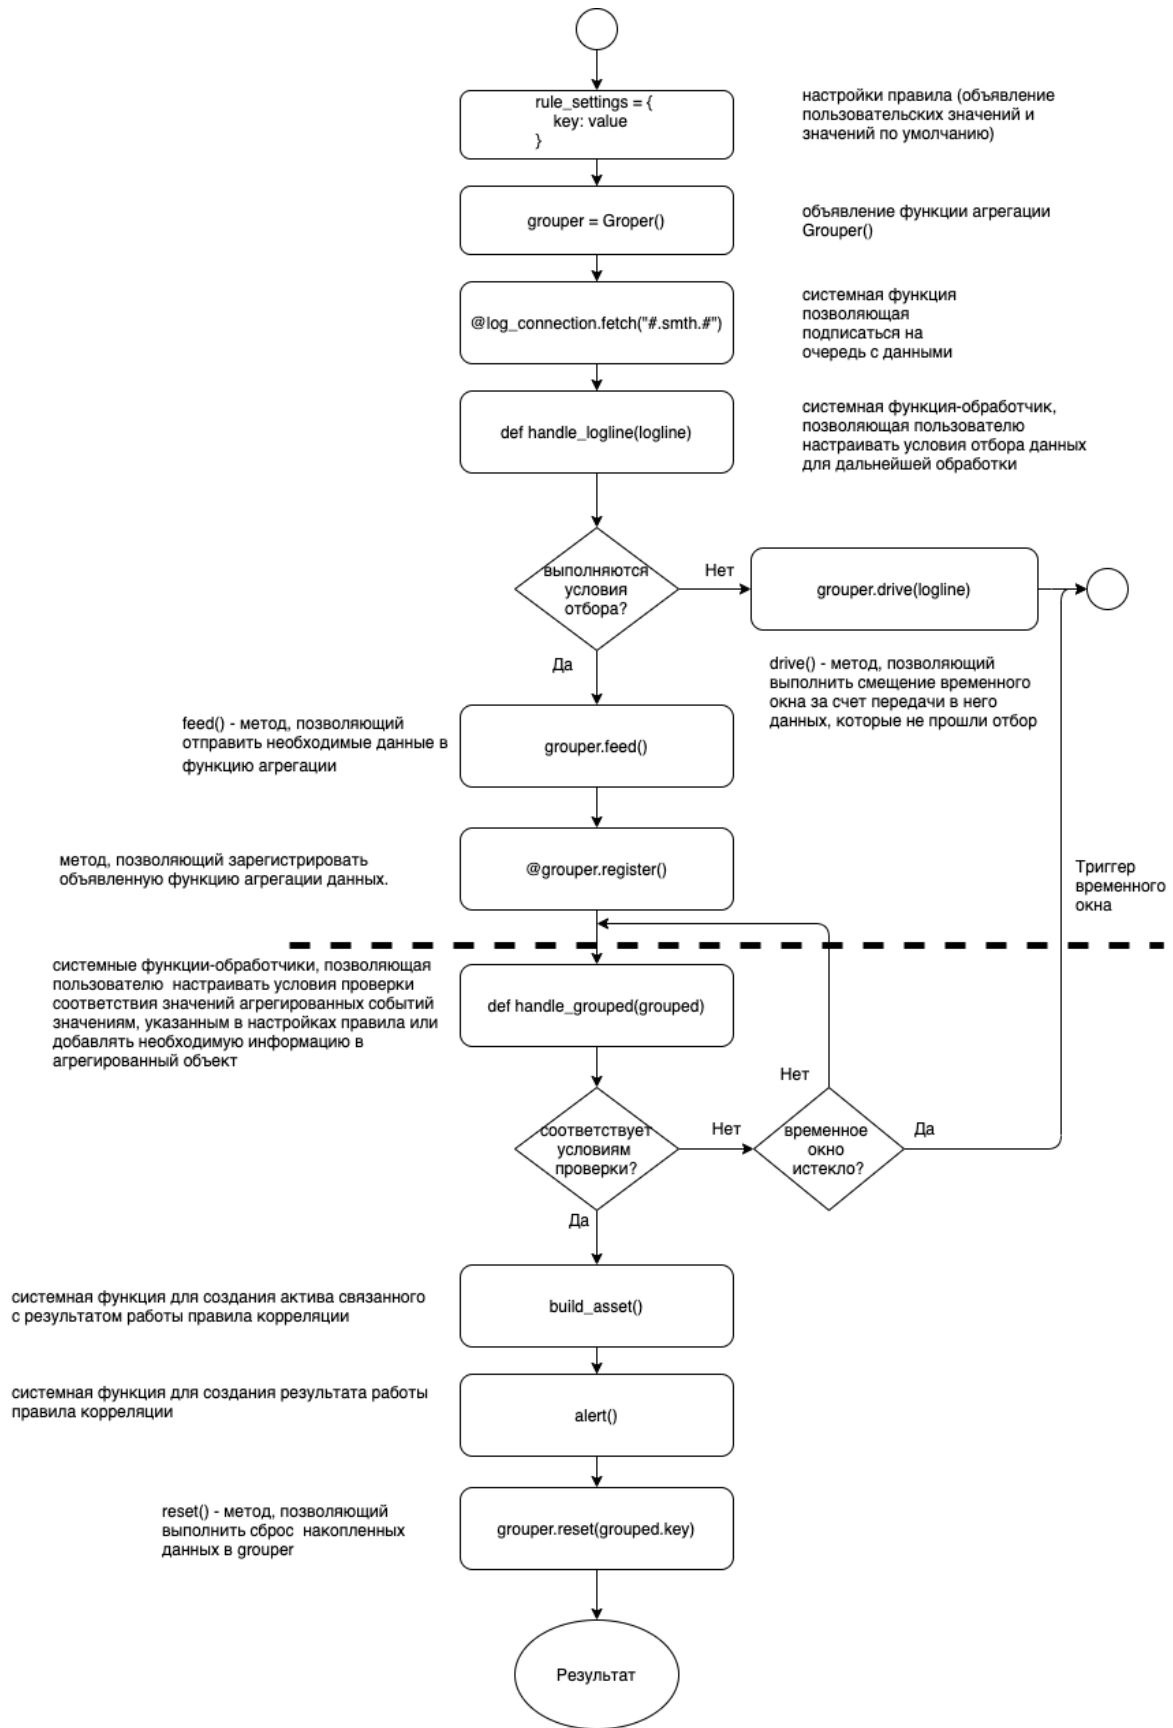 rule_settings = {
key: value
}
настройки правила (объявление
пользовательских значений и
значений по умолчанию)
grouper = Groper()
объявление функции агрегации
Grouper()
@log_connection.fetch("#.smth.#")
системная функция
позволяющая
подписаться на
очередь с данными
def handle_logline(logline)
системная функция-обработчик,
позволяющая пользователю
настраивать условия отбора данных
для дальнейшей обработки
выполняются
условия
отбора?
Нет
grouper.drive(logline)
Да
drive() - метод, позволяющий
выполнить смещение временного
окна за счет передачи в него
данных, которые не прошли отбор
feed() - метод, позволяющий
отправить необходимые данные в
функцию агрегации
grouper.feed()
метод, позволяющий зарегистрировать
объявленную функцию агрегации данных.
@grouper.register()
Триггер
временного
окна
системные функции-обработчики, позволяющая
пользователю настраивать условия проверки
соответствия значений агрегированных событий
значениям, указанным в настройках правила или
добавлять необходимую информацию в
агрегированный объект
def handle_grouped(grouped)
Нет
соответствует
условиям
проверки?
Нет
временное
окно
истекло?
Да
Да
системная функция для создания актива связанного
с результатом работы правила корреляции
build_asset()
системная функция для создания результата работы
правила корреляции
alert()
reset() - метод, позволяющий
выполнить сброс накопленных
данных в grouper
grouper.reset(grouped.key)
Результат